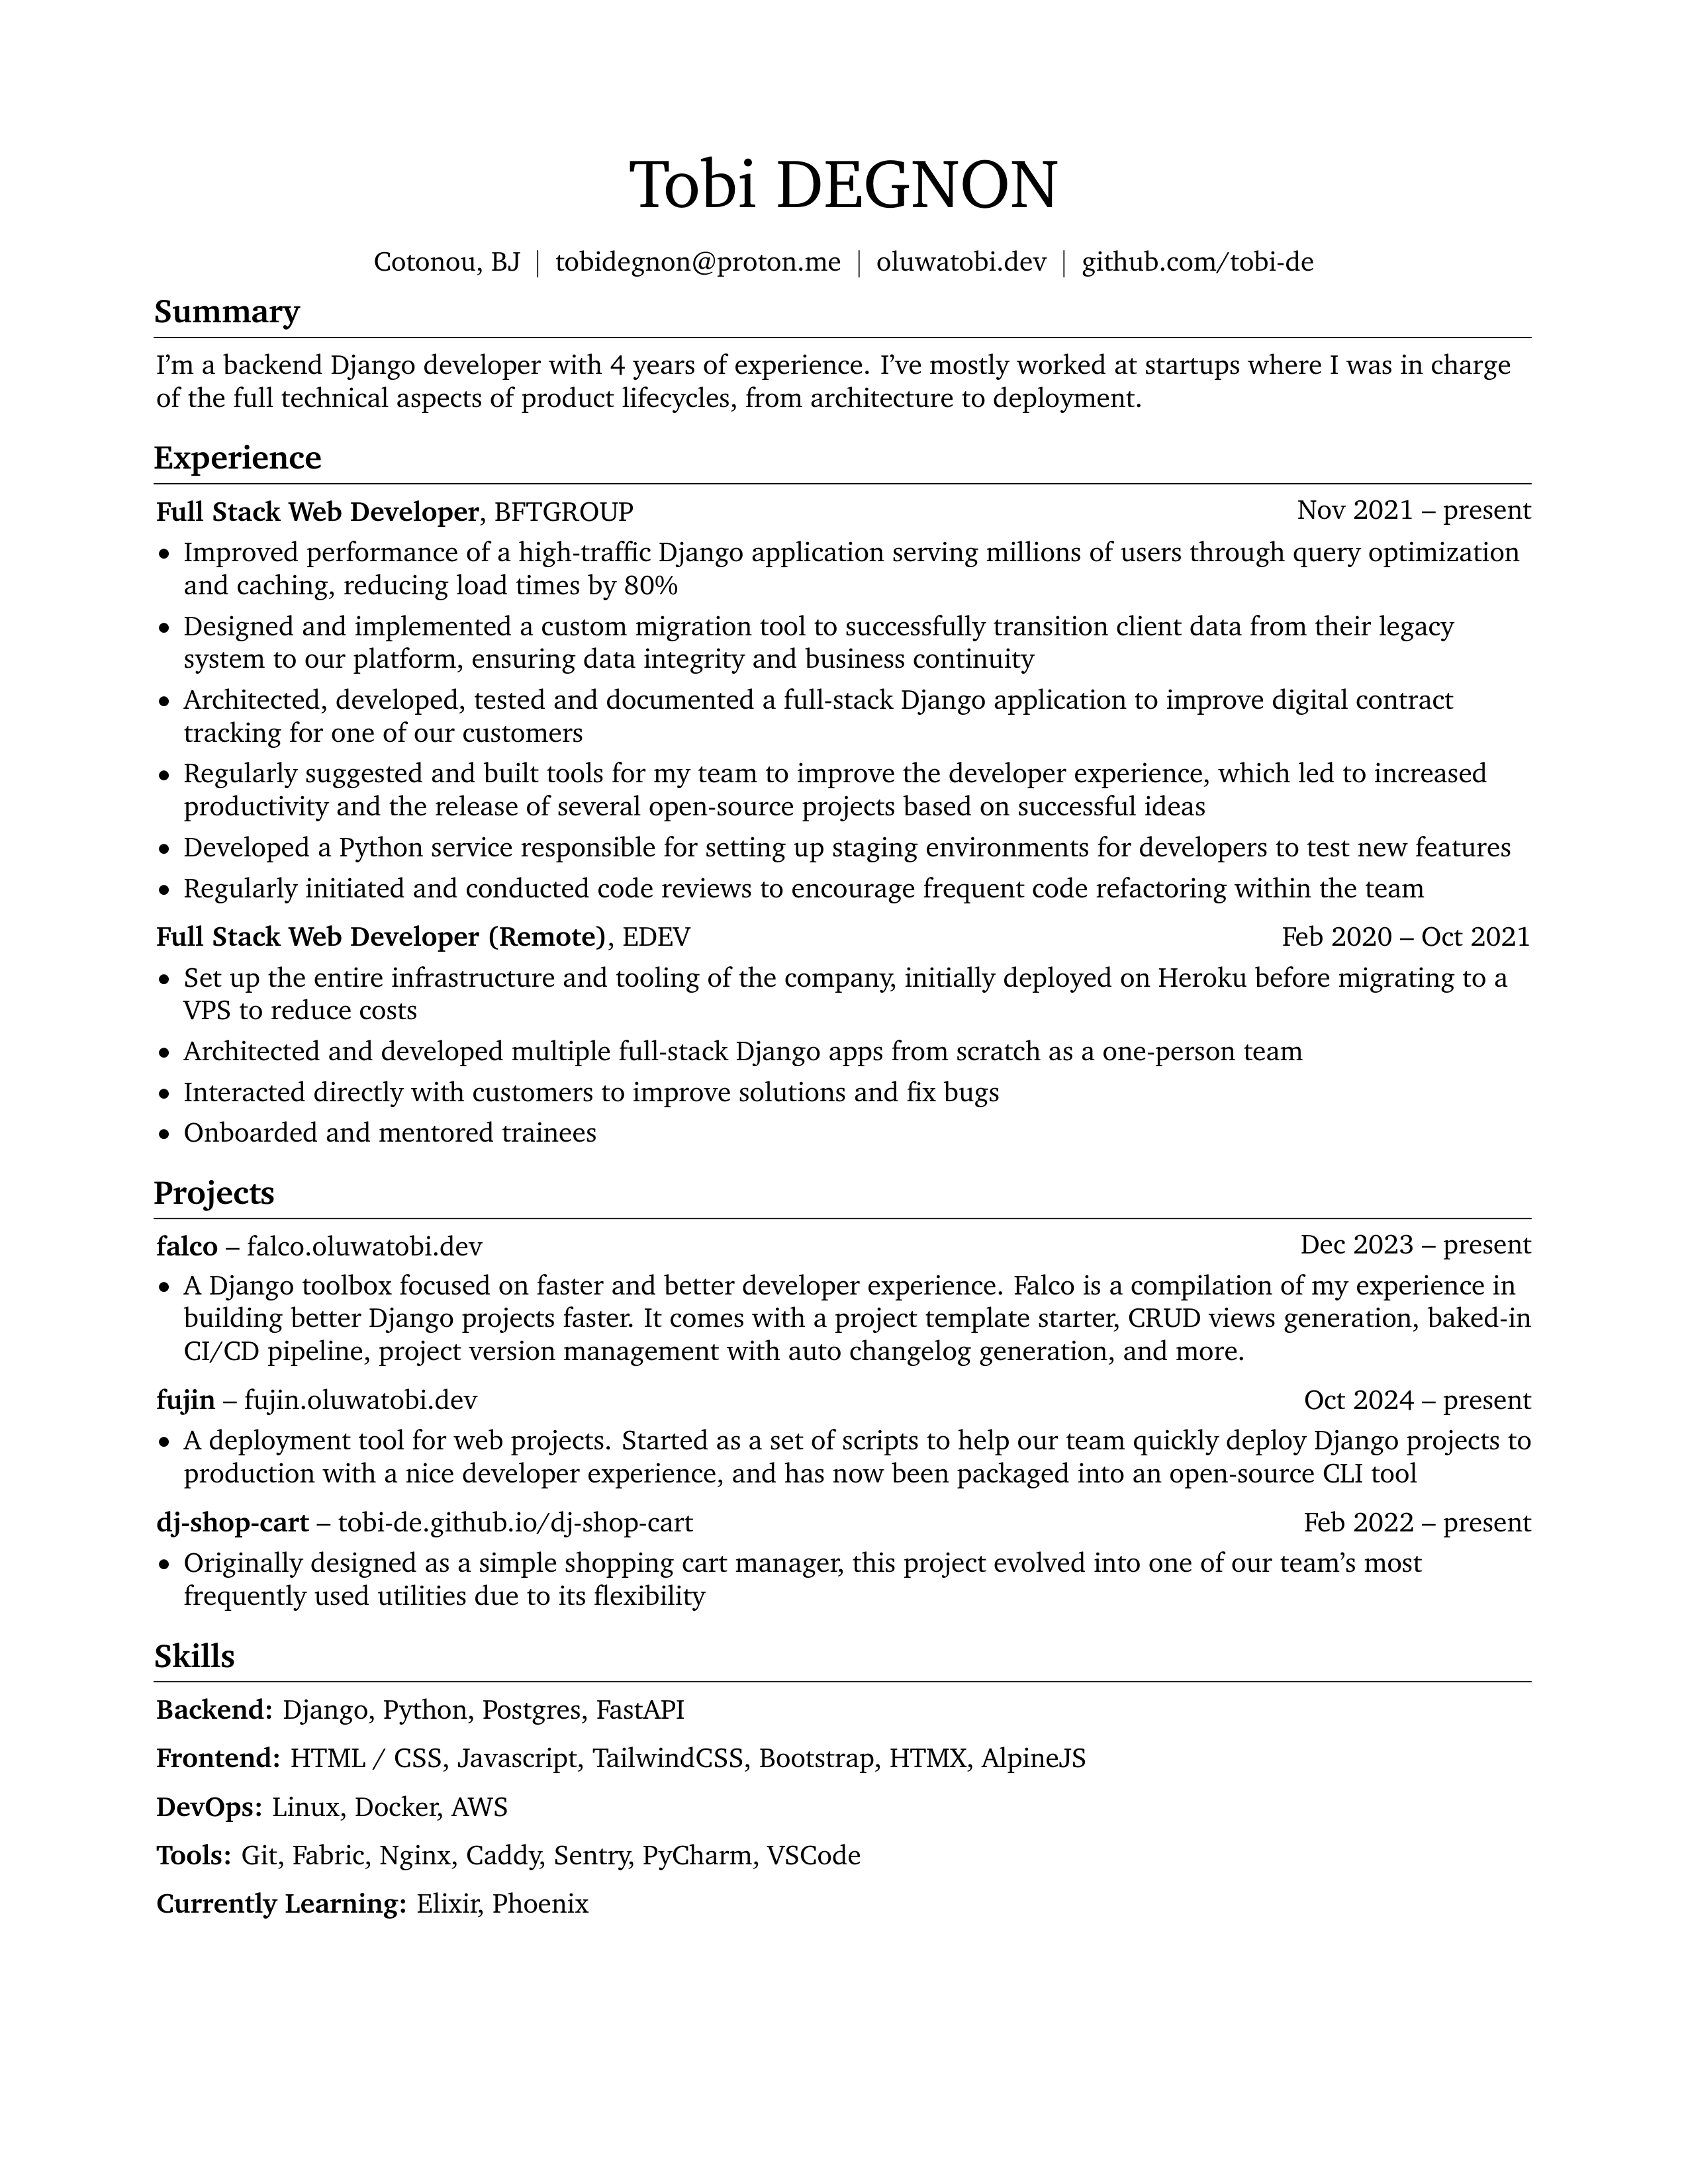 Tobi DEGNON
Cotonou, BJ | tobidegnon@proton.me | oluwatobi.dev | github.com/tobi-de
Summary
I’m a backend Django developer with 4 years of experience. I’ve mostly worked at startups where I was in charge
of the full technical aspects of product lifecycles, from architecture to deployment.
Experience
Full Stack Web Developer, BFTGROUP Nov 2021 – present
• Improved performance of a high-traffic Django application serving millions of users through query optimization
and caching, reducing load times by 80%
• Designed and implemented a custom migration tool to successfully transition client data from their legacy
system to our platform, ensuring data integrity and business continuity
• Architected, developed, tested and documented a full-stack Django application to improve digital contract
tracking for one of our customers
• Regularly suggested and built tools for my team to improve the developer experience, which led to increased
productivity and the release of several open-source projects based on successful ideas
• Developed a Python service responsible for setting up staging environments for developers to test new features
• Regularly initiated and conducted code reviews to encourage frequent code refactoring within the team
Full Stack Web Developer (Remote), EDEV Feb 2020 – Oct 2021
• Set up the entire infrastructure and tooling of the company, initially deployed on Heroku before migrating to a
VPS to reduce costs
• Architected and developed multiple full-stack Django apps from scratch as a one-person team
• Interacted directly with customers to improve solutions and fix bugs
• Onboarded and mentored trainees
Projects
falco – falco.oluwatobi.dev Dec 2023 – present
• A Django toolbox focused on faster and better developer experience. Falco is a compilation of my experience in
building better Django projects faster. It comes with a project template starter, CRUD views generation, baked-in
CI/CD pipeline, project version management with auto changelog generation, and more.
fujin – fujin.oluwatobi.dev Oct 2024 – present
• A deployment tool for web projects. Started as a set of scripts to help our team quickly deploy Django projects to
production with a nice developer experience, and has now been packaged into an open-source CLI tool
dj-shop-cart – tobi-de.github.io/dj-shop-cart Feb 2022 – present
• Originally designed as a simple shopping cart manager, this project evolved into one of our team’s most
frequently used utilities due to its flexibility
Skills
Backend: Django, Python, Postgres, FastAPI
Frontend: HTML / CSS, Javascript, TailwindCSS, Bootstrap, HTMX, AlpineJS
DevOps: Linux, Docker, AWS
Tools: Git, Fabric, Nginx, Caddy, Sentry, PyCharm, VSCode
Currently Learning: Elixir, Phoenix